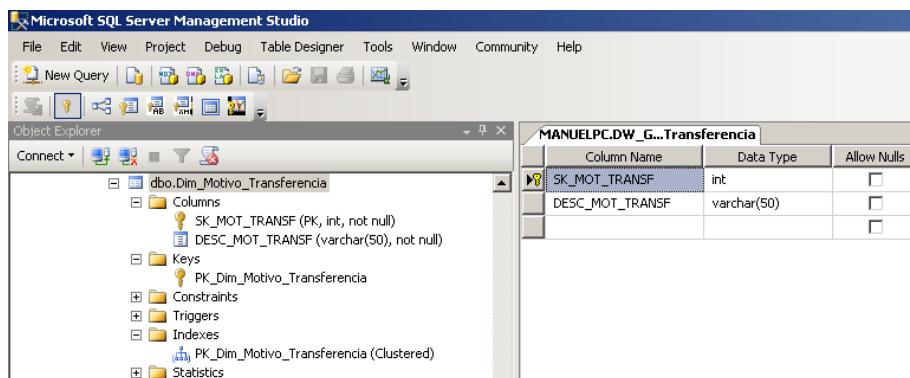 Microsoft SQL Server Management Studio
File Edit View Project Debug Table Designer Tools Window Community Help
New Query
Object Explorer
Connect
dbo.Dim_Motivo_Transferencia
Columns
SK_MOT_TRANSF (PK, int, not null)
DESC_MOT_TRANSF (varchar(50), not null)
Keys
PK_Dim_Motivo_Transferencia
Constraints
Triggers
Indexes
PK_Dim_Motivo_Transferencia (Clustered)
Statistics
MANUELPC.DW_G...Transferencia
Column Name Data Type Allow Nulls
SK_MOT_TRANSF int
DESC_MOT_TRANSF varchar(50)